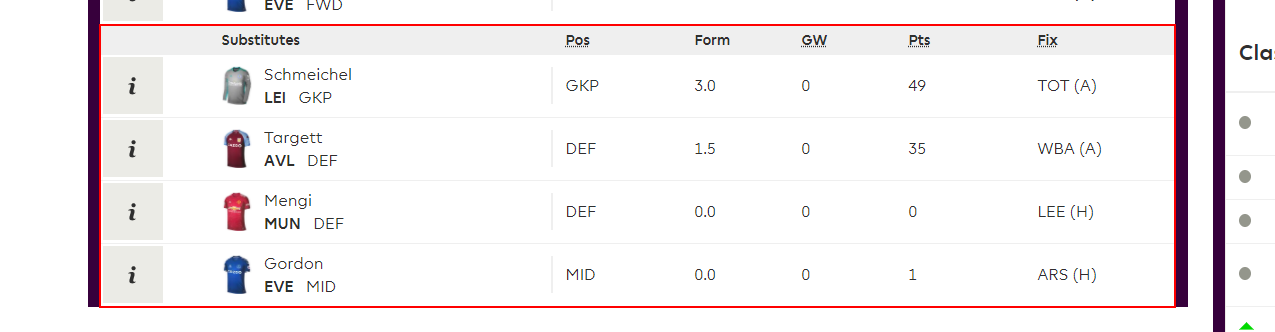 EVE FWD
Substitutes Pos Form GW Pts Fix
i Schmeichel
LEI GKP GKP 3.0 0 49 TOT (A)
i Targett
AVL DEF DEF 1.5 0 35 WBA (A)
i Mengi
MUN DEF DEF 0.0 0 0 LEE (H)
i Gordon
EVE MID MID 0.0 0 1 ARS (H)
Cla